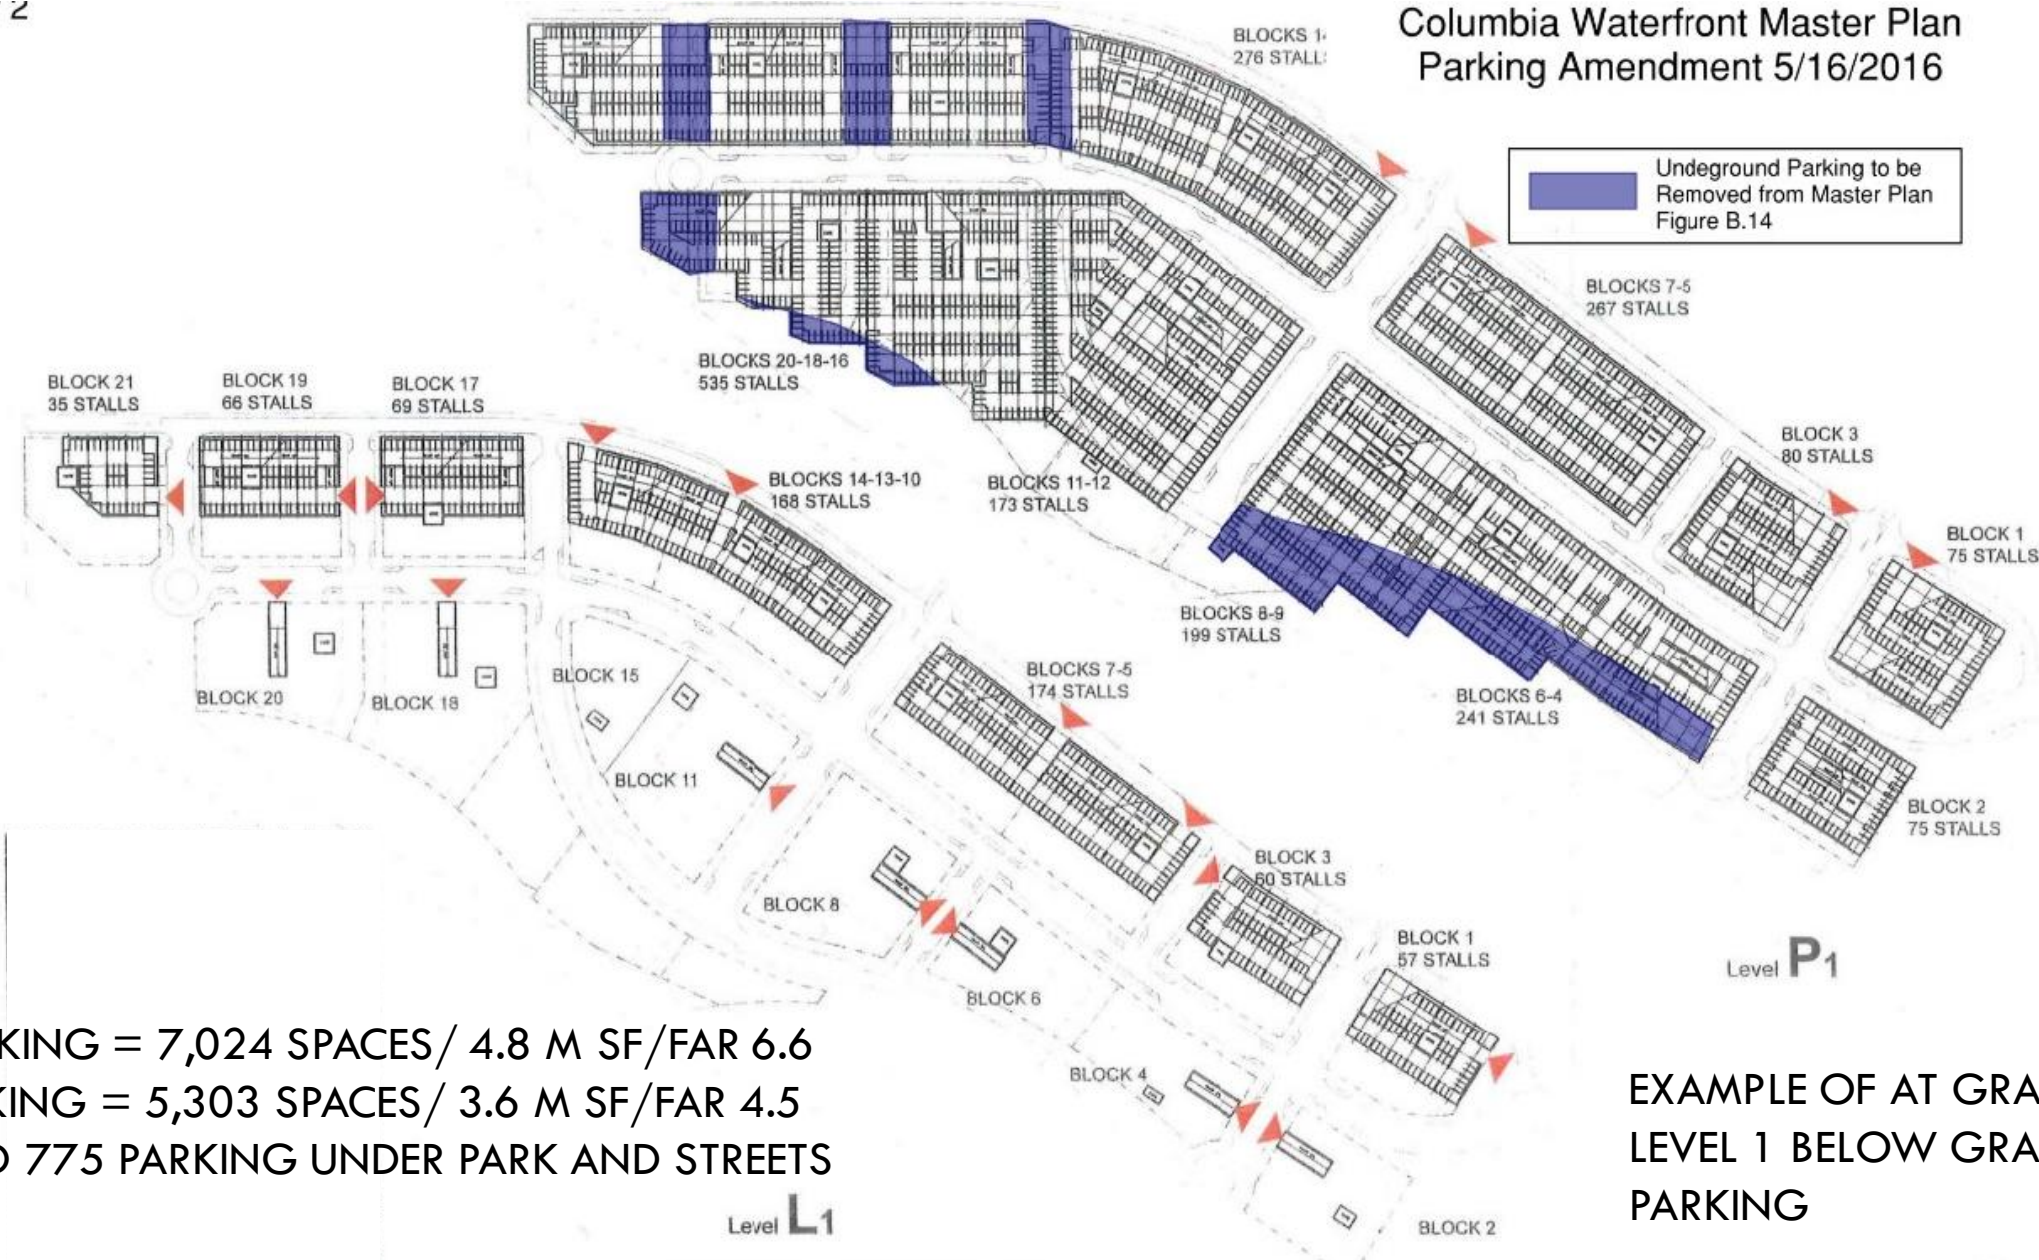 2
Columbia Waterfront Master Plan
Parking Amendment 5/16/2016
Undeground Parking to be
Removed from Master Plan
Figure B.14
BLOCKS 14
276 STALLS
BLOCKS 7-5
267 STALLS
BLOCK 3
80 STALLS
BLOCK 1
75 STALLS
BLOCKS 20-18-16
535 STALLS
BLOCKS 11-12
173 STALLS
BLOCKS 8-9
199 STALLS
BLOCKS 6-4
241 STALLS
BLOCK 2
75 STALLS
Level P1
BLOCK 21
35 STALLS
BLOCK 19
66 STALLS
BLOCK 17
69 STALLS
BLOCKS 14-13-10
168 STALLS
BLOCK 20
BLOCK 18
BLOCK 15
BLOCKS 7-5
174 STALLS
BLOCK 11
BLOCK 8
BLOCK 3
60 STALLS
BLOCK 6
BLOCK 1
57 STALLS
BLOCK 4
BLOCK 2
Level L1
KING = 7,024 SPACES/ 4.8 M SF/FAR 6.6
KING = 5,303 SPACES/ 3.6 M SF/FAR 4.5
775 PARKING UNDER PARK AND STREETS
EXAMPLE OF AT GRA
LEVEL 1 BELOW GRA
PARKING